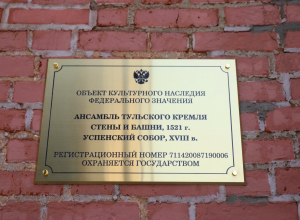 ОБЪЕКТ КУЛЬТУРНОГО НАСЛЕДИЯ
ФЕДЕРАЛЬНОГО ЗНАЧЕНИЯ
АНСАМБЛЬ ТУЛЬСКОГО КРЕМЛЯ
СТЕНЫ И БАШНИ, 1521 г.
УСПЕНСКИЙ СОБОР, XVIII в.
РЕГИСТРАЦИОННЫЙ НОМЕР 711420087190006
ОХРАНЯЕТСЯ ГОСУДАРСТВОМ